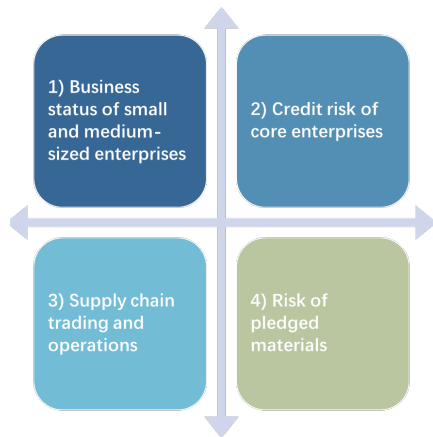 1) Business
status of small
and medium-
sized enterprises
2) Credit risk of
core enterprises
3) Supply chain
trading and
operations
4) Risk of
pledged
materials